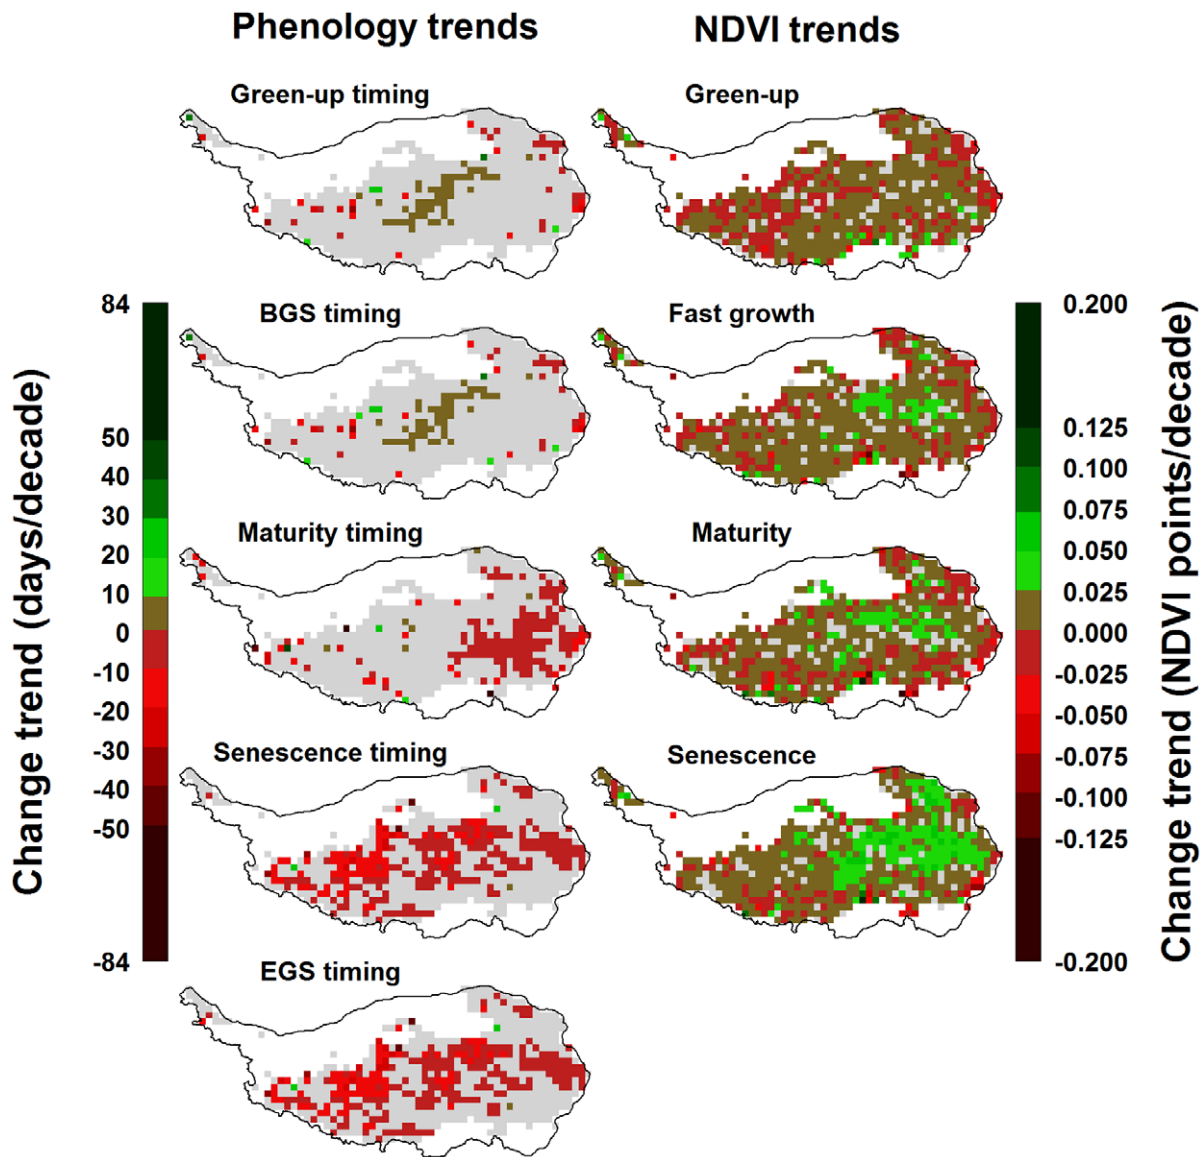 Phenology trends
NDVI trends
Green-up timing
Green-up
BGS timing
Fast growth
Maturity timing
Maturity
Senescence timing
Senescence
EGS timing
Change trend (days/decade)
84
50
40
30
20
10
0
-10
-20
-30
-40
-50
-84
Change trend (NDVI points/decade)
0.200
0.125
0.100
0.075
0.050
0.025
0.000
-0.025
-0.050
-0.075
-0.100
-0.125
-0.200